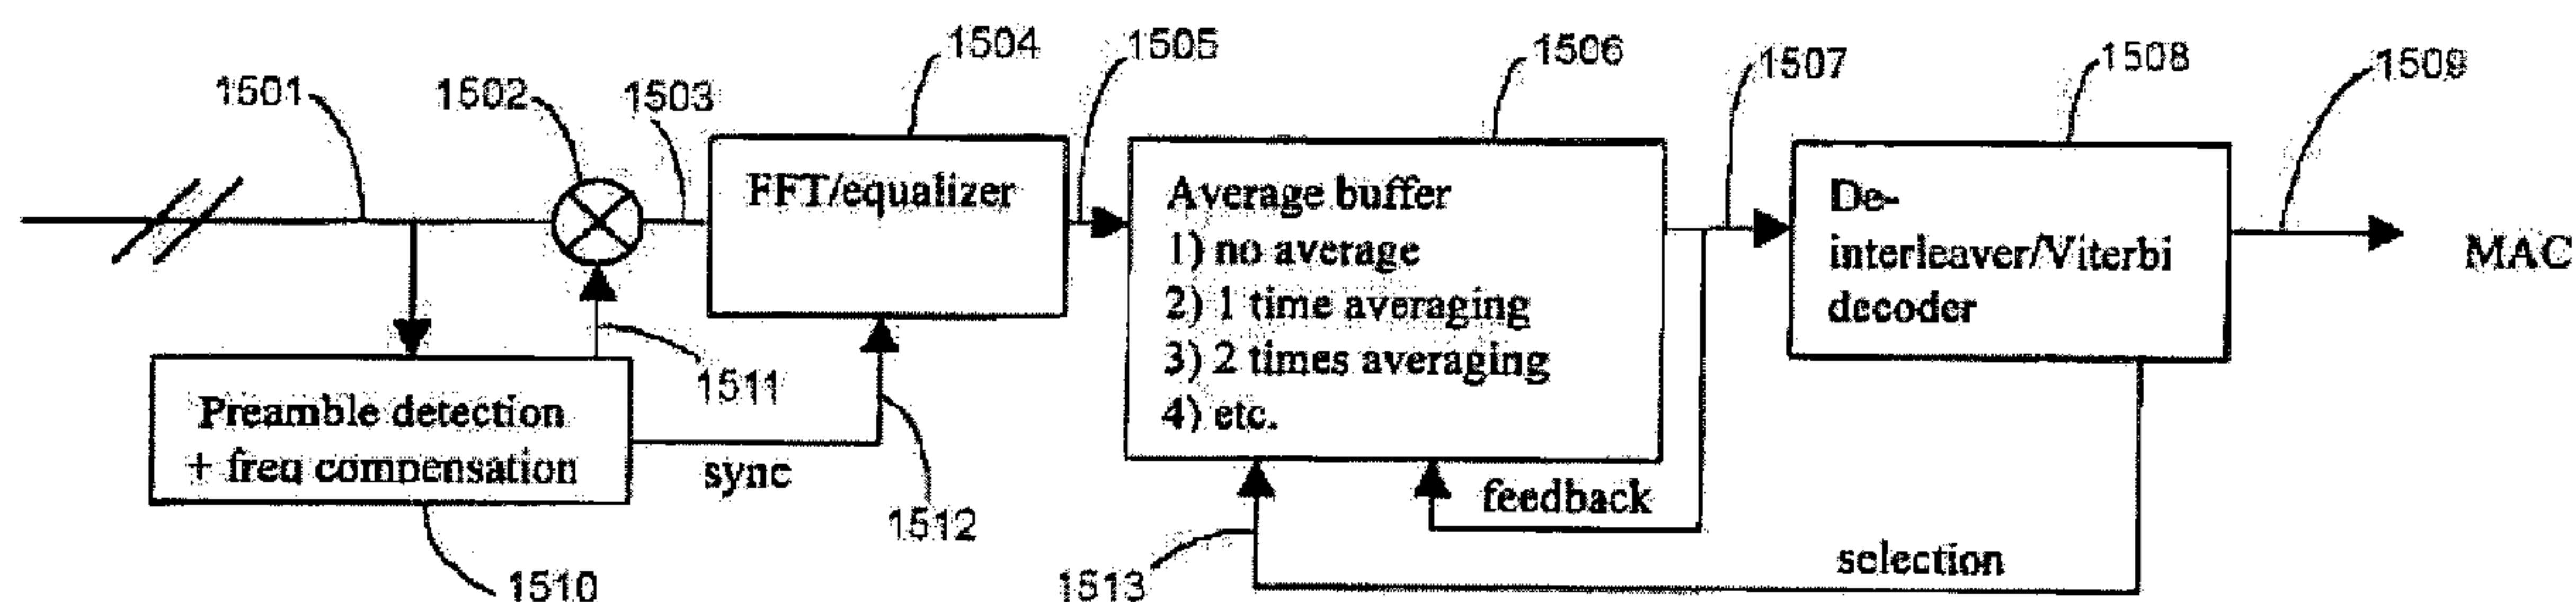 1501
1502
1503
1504
1505
1506
1507
1508
1509
FFT/equalizer
Average buffer
1) no average
2) 1 time averaging
3) 2 times averaging
4) etc.
De-
interleaver/Viterbi
decoder
MAC
Preamble detection
+ freq compensation
1511
sync
1512
1510
feedback
selection
1513